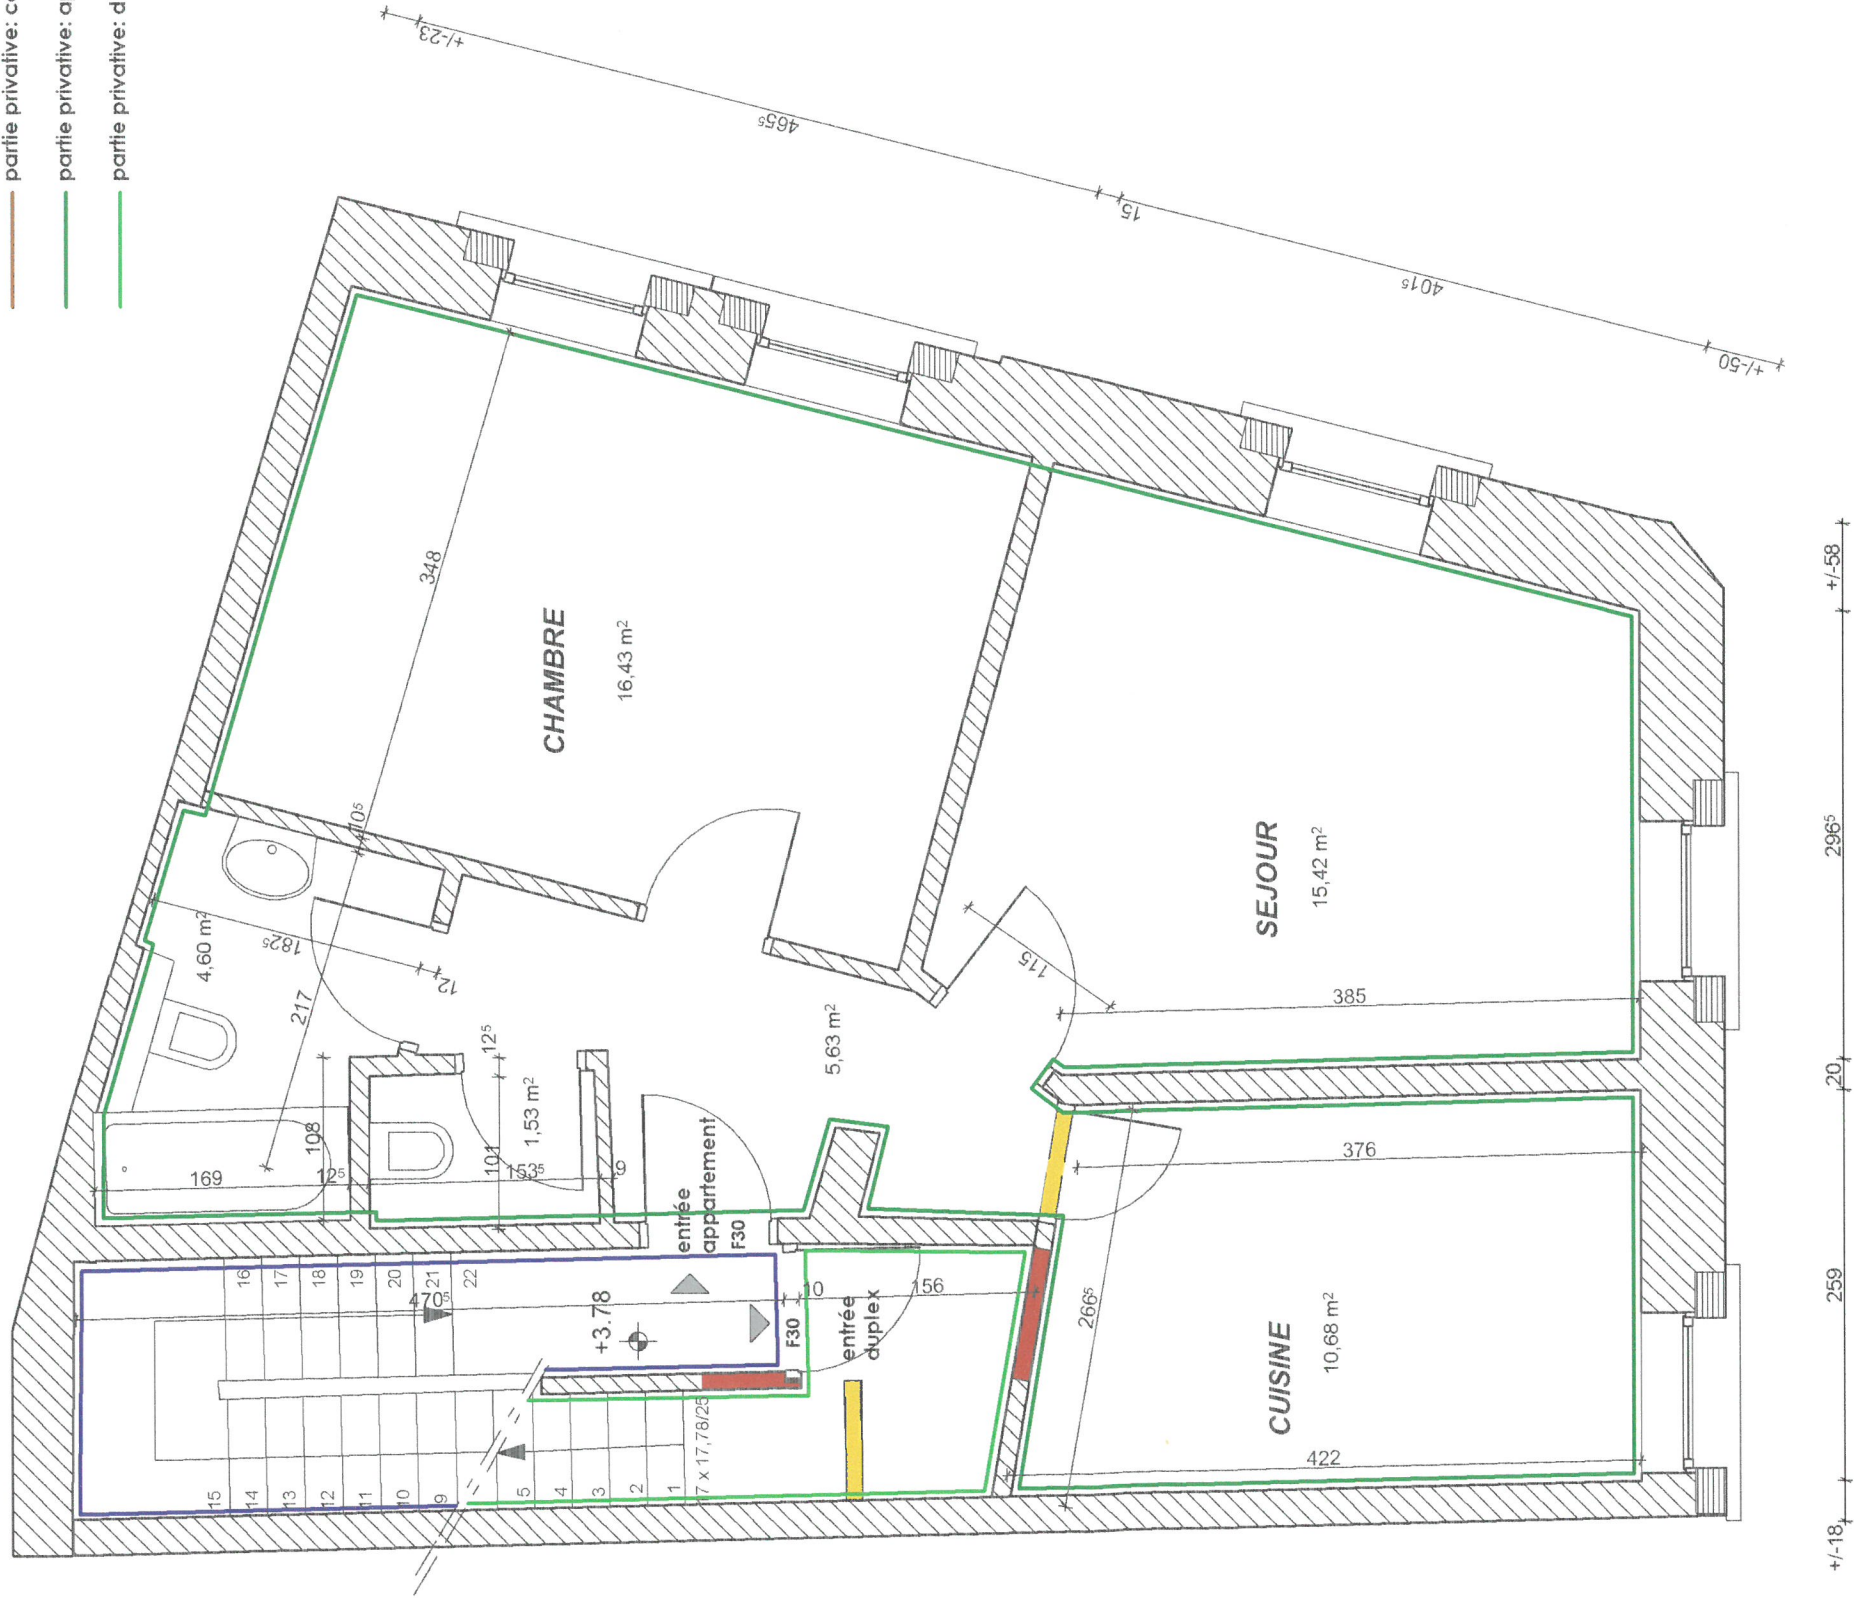 partie privative:
partie privative:
partie privative:
+/-23
465⁵
15
401⁵
+/-50
+/-58
296⁵
20
259
+/-18
CHAMBRE
16,43 m²
348
10⁵
4,60 m²
182⁵
12
217
12⁵
108
169
12⁵
1,53 m²
101
153⁵
9
5,63 m²
115
SEJOUR
15,42 m²
385
CUISINE
10,68 m²
376
422
266⁵
entrée
appartement
F30
entrée
duplex
F30
10
156
+3.78
470⁵
16
17
18
19
20
21
22
15
14
13
12
11
10
9
5
4
3
2
1
17,78/25